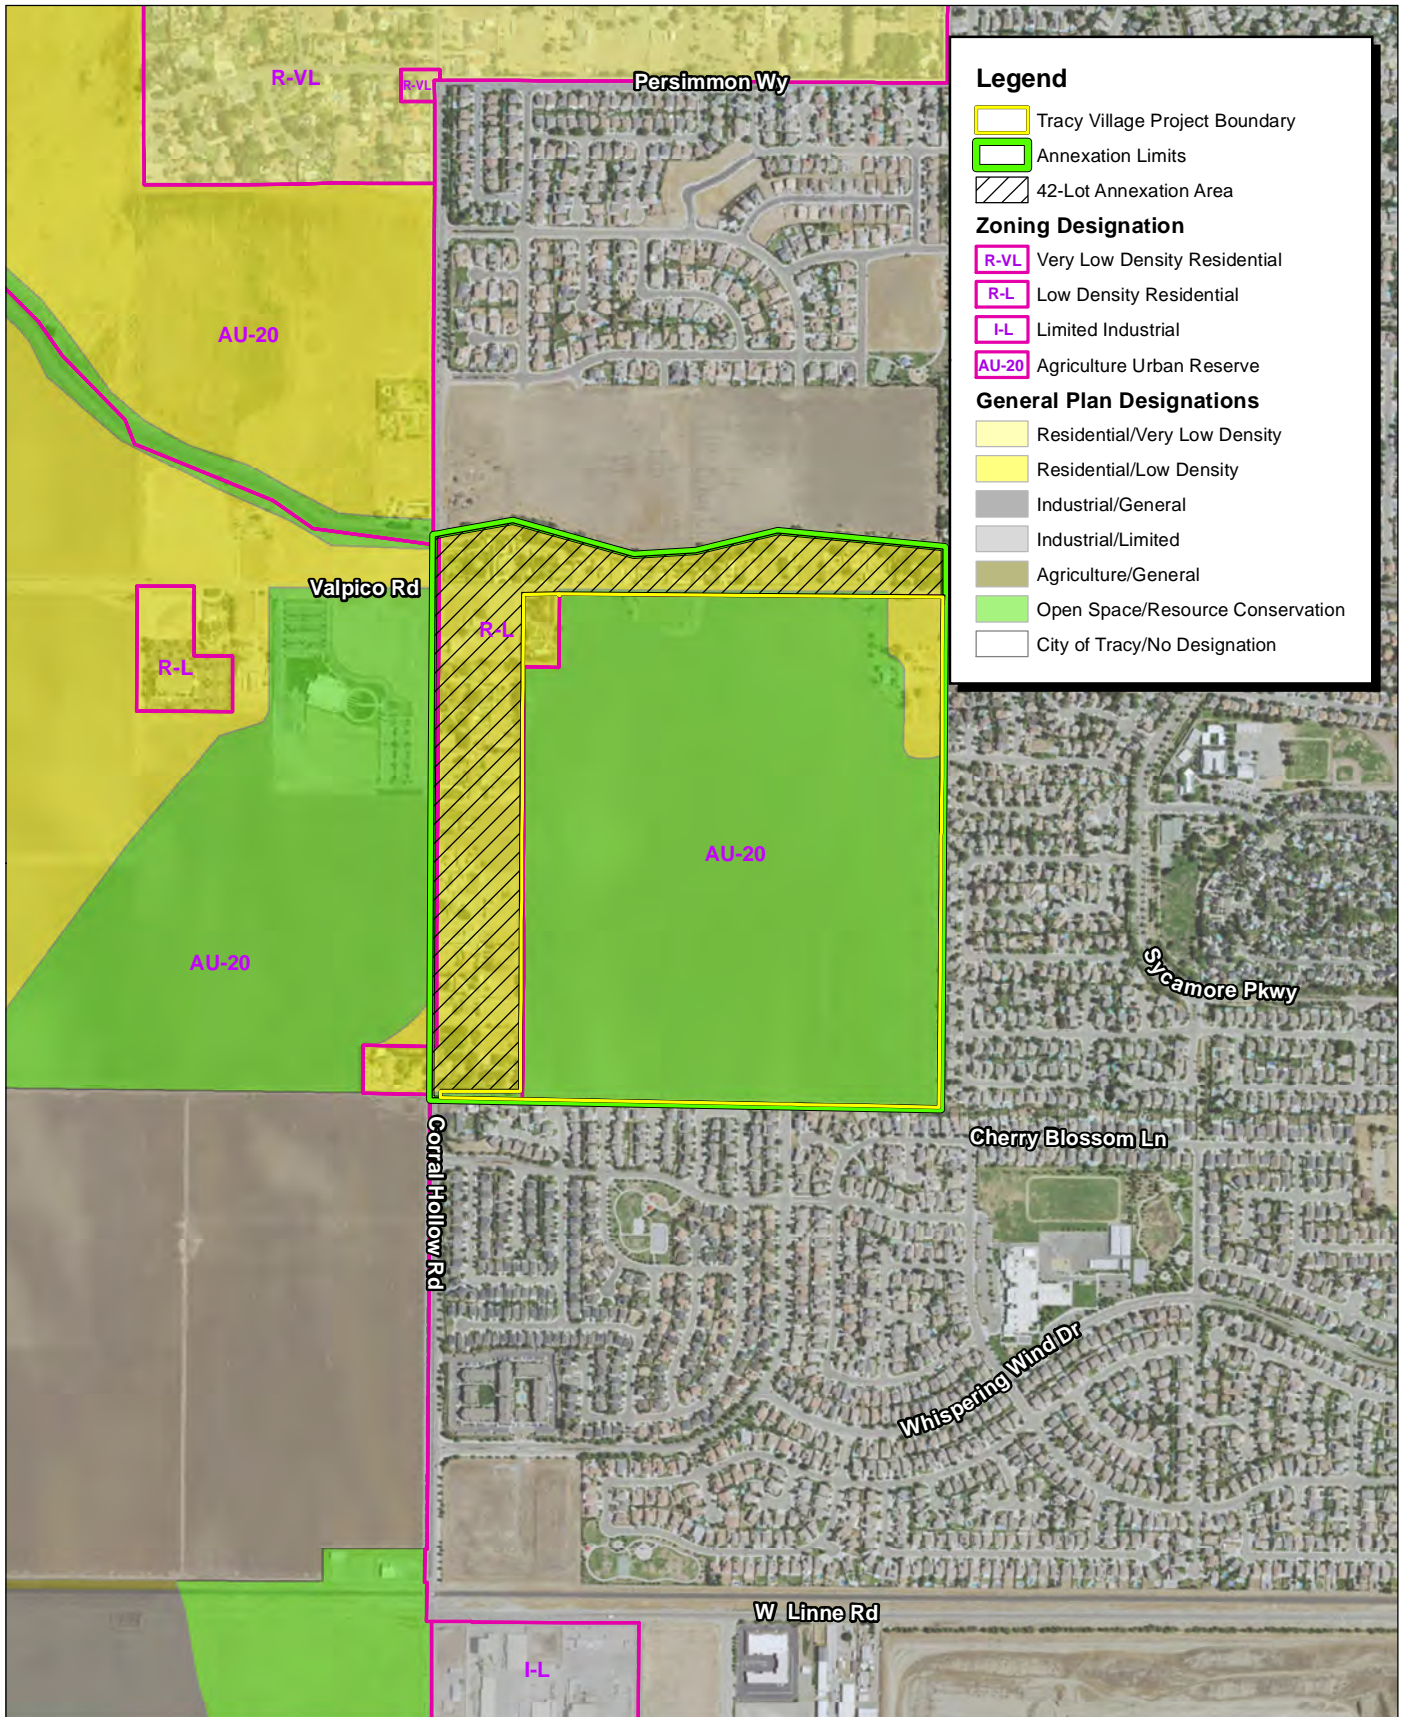 R-VL
R-VL
Persimmon Wy
Legend
Tracy Village Project Boundary
Annexation Limits
42-Lot Annexation Area
Zoning Designation
R-VL Very Low Density Residential
R-L Low Density Residential
I-L Limited Industrial
AU-20 Agriculture Urban Reserve
General Plan Designations
Residential/Very Low Density
Residential/Low Density
Industrial/General
Industrial/Limited
Agriculture/General
Open Space/Resource Conservation
City of Tracy/No Designation
AU-20
Valpico Rd
R-L
R-L
AU-20
AU-20
Sycamore Pkwy
Cherry Blossom Ln
Corral Hollow Rd
Whispering Wind Dr
W Linne Rd
I-L